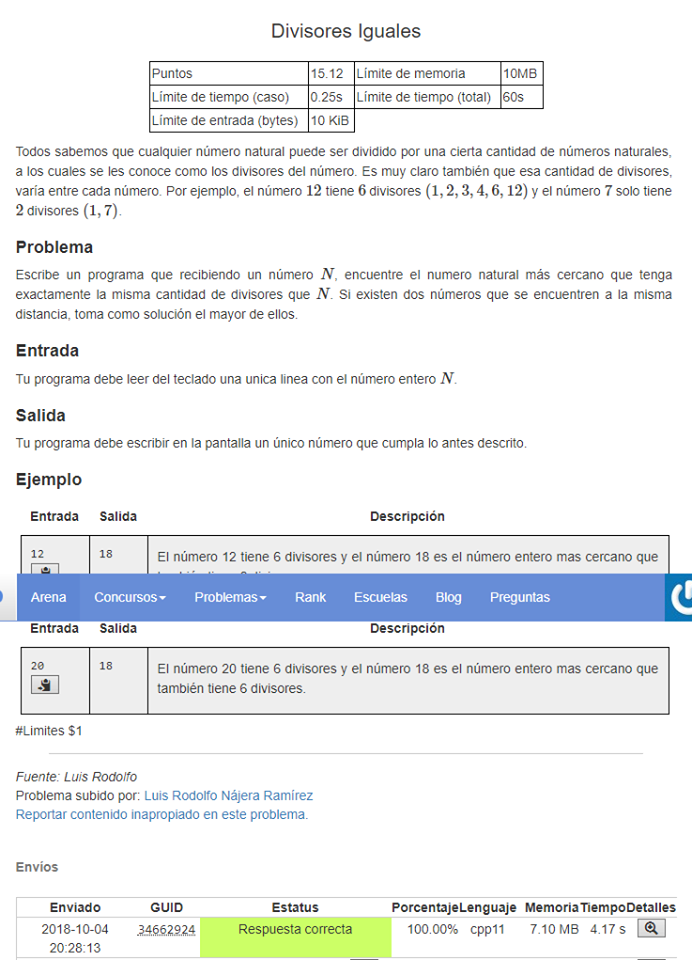 Divisores Iguales
Puntos 15.12 Límite de memoria 10MB
Límite de tiempo (caso) 0.25s Límite de tiempo (total) 60s
Límite de entrada (bytes) 10 KiB
Todos sabemos que cualquier número natural puede ser dividido por una cierta cantidad de números naturales,
a los cuales se les conoce como los divisores del número. Es muy claro también que esa cantidad de divisores,
varía entre cada número. Por ejemplo, el número 12 tiene 6 divisores (1, 2, 3, 4, 6, 12) y el número 7 solo tiene
2 divisores (1, 7).
Problema
Escribe un programa que recibiendo un número N, encuentre el numero natural más cercano que tenga
exactamente la misma cantidad de divisores que N. Si existen dos números que se encuentren a la misma
distancia, toma como solución el mayor de ellos.
Entrada
Tu programa debe leer del teclado una unica linea con el número entero N.
Salida
Tu programa debe escribir en la pantalla un único número que cumpla lo antes descrito.
Ejemplo
Entrada Salida Descripción
12 18 El número 12 tiene 6 divisores y el número 18 es el número entero mas cercano que
Arena Concursos Problemas Rank Escuelas Blog Preguntas
Entrada Salida Descripción
20 18 El número 20 tiene 6 divisores y el número 18 es el número entero mas cercano que
también tiene 6 divisores.
#Limites $1
Fuente: Luis Rodolfo
Problema subido por: Luis Rodolfo Nájera Ramírez
Reportar contenido inapropiado en este problema.
Envíos
Enviado GUID Estatus Porcentaje Lenguaje Memoria Tiempo Detalles
2018-10-04 34662924 Respuesta correcta 100.00% cpp11 7.10 MB 4.17 s
20:28:13